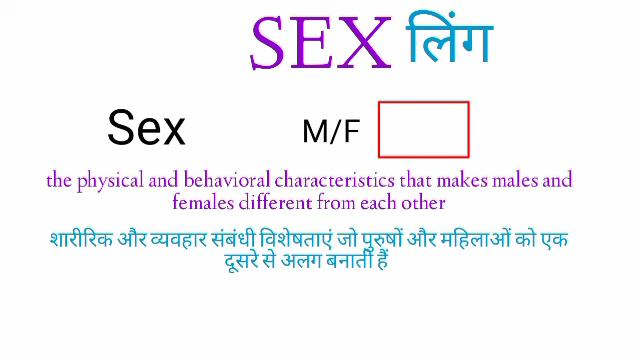 SEX लिंग
Sex M/F
the physical and behavioral characteristics that makes males and
females different from each other
शारीरिक और व्यवहार संबंधी विशेषताएं जो पुरुषों और महिलाओं को एक
दूसरे से अलग बनाती हैं